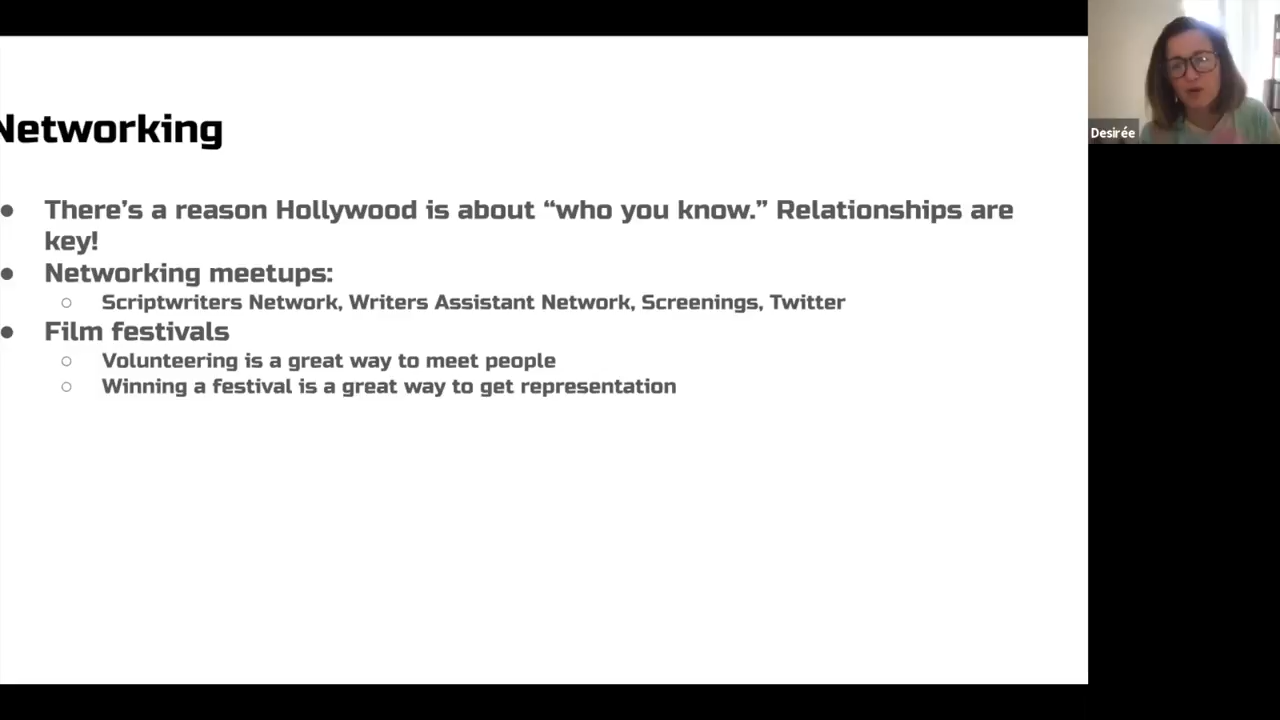 Networking
● There’s a reason Hollywood is about “who you know.” Relationships are
key!
● Networking meetups:
○ Scriptwriters Network, Writers Assistant Network, Screenings, Twitter
● Film festivals
○ Volunteering is a great way to meet people
○ Winning a festival is a great way to get representation
Desirée